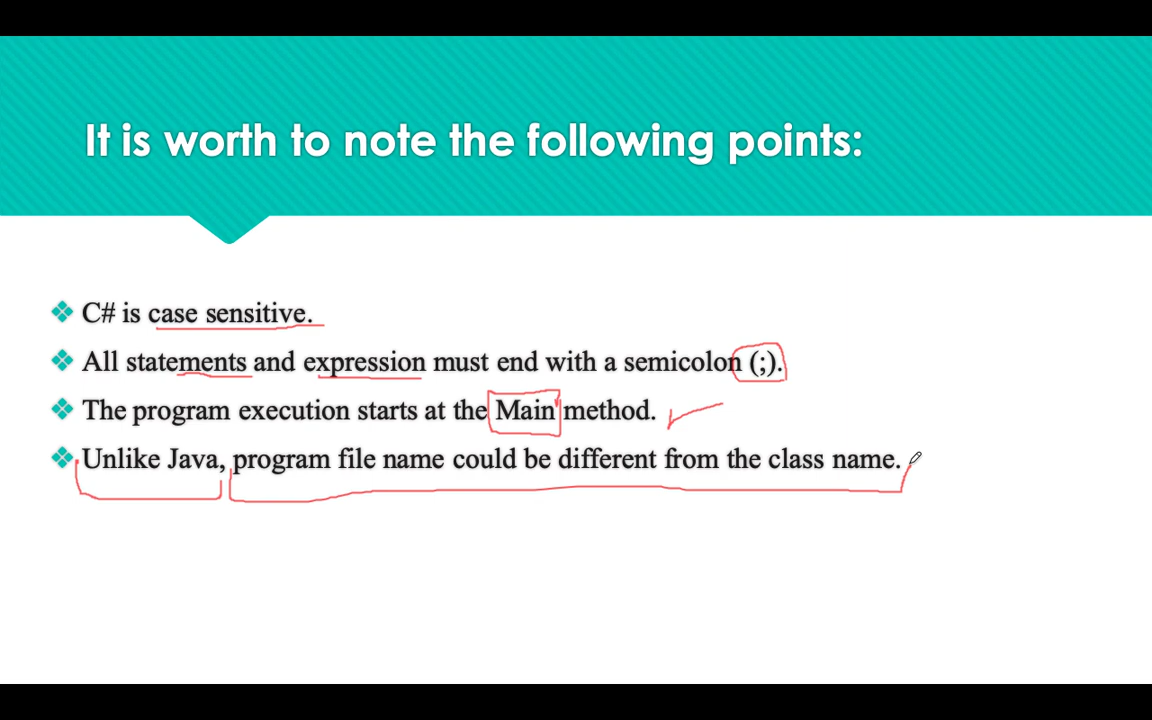 It is worth to note the following points:
C# is case sensitive.
All statements and expression must end with a semicolon (;).
The program execution starts at the Main method.
Unlike Java, program file name could be different from the class name.